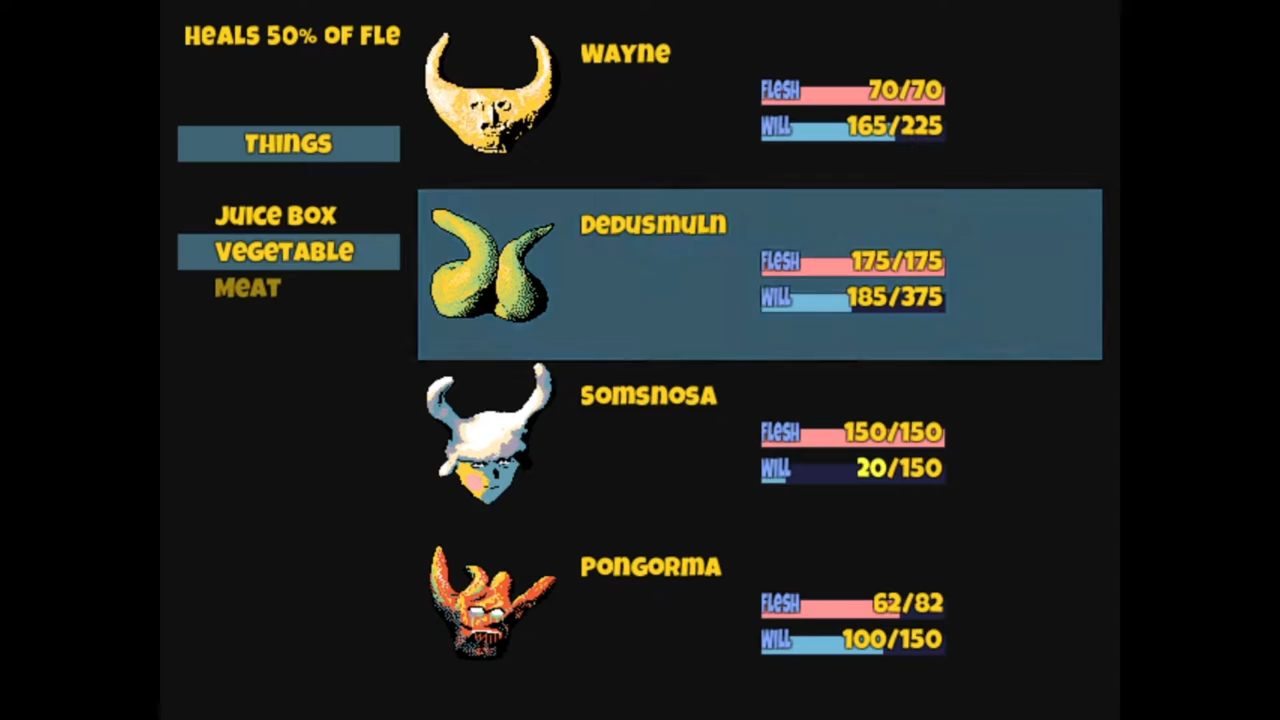 HEALS 50% OF FLE
THINGS
JUICE BOX
VEGETABLE
MEAT
WAYNE
FLESH 70/70
WILL 165/225
DEDUSMULN
FLESH 175/175
WILL 185/375
SOMSNOSA
FLESH 150/150
WILL 20/150
PONGORMA
FLESH 62/82
WILL 100/150